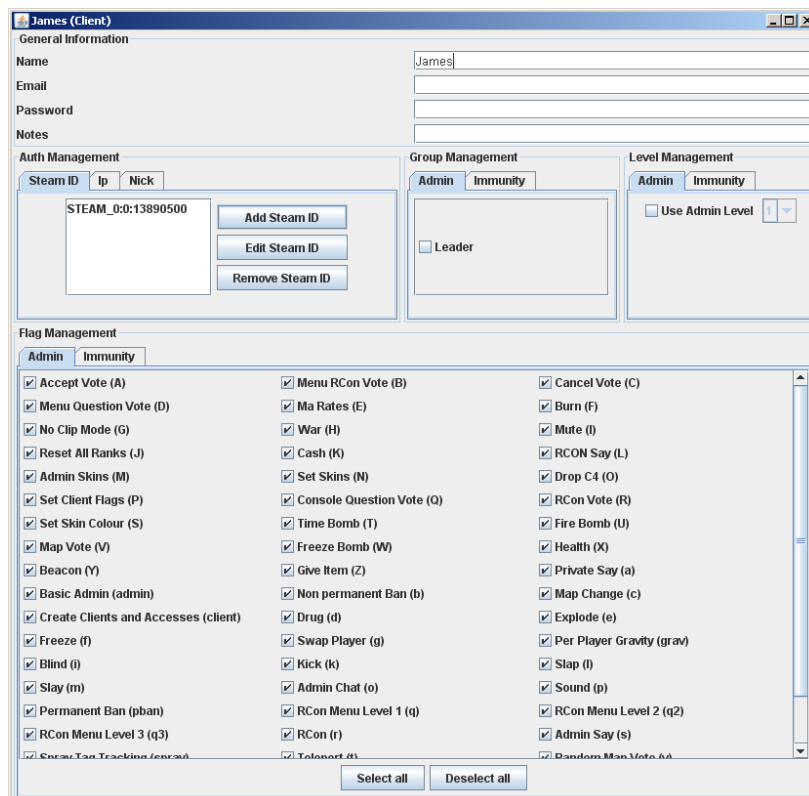 James (Client)
General Information
Name James
Email
Password
Notes
Auth Management Group Management Level Management
Steam ID Ip Nick Admin Immunity Admin Immunity
STEAM_0:0:13890500 Add Steam ID Use Admin Level 1
Edit Steam ID Leader
Remove Steam ID
Flag Management
Admin Immunity
Accept Vote (A) Menu RCon Vote (B) Cancel Vote (C)
Menu Question Vote (D) Ma Rates (E) Burn (F)
No Clip Mode (G) War (H) Mute (I)
Reset All Ranks (J) Cash (K) RCON Say (L)
Admin Skins (M) Set Skins (N) Drop C4 (O)
Set Client Flags (P) Console Question Vote (Q) RCon Vote (R)
Set Skin Colour (S) Time Bomb (T) Fire Bomb (U)
Map Vote (V) Freeze Bomb (W) Health (X)
Beacon (Y) Give Item (Z) Private Say (a)
Basic Admin (admin) Non permanent Ban (b) Map Change (c)
Create Clients and Accesses (client) Drug (d) Explode (e)
Freeze (f) Swap Player (g) Per Player Gravity (grav)
Blind (i) Kick (k) Slap (l)
Slay (m) Admin Chat (o) Sound (p)
Permanent Ban (pban) RCon Menu Level 1 (q) RCon Menu Level 2 (q2)
RCon Menu Level 3 (q3) RCon (r) Admin Say (s)
Spray Tag Tracking (spray) Teleport (t) Random Map Vote (v)
Select all Deselect all